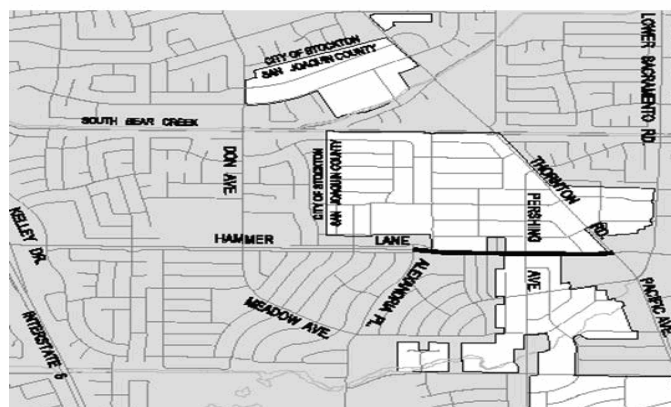 CITY OF STOCKTON
SAN JOAQUIN COUNTY
LOWER SACRAMENTO RD.
SOUTH BEAR CREEK
DON AVE
CITY OF STOCKTON
SAN JOAQUIN COUNTY
THORNTON RD.
PERSHING AVE
KELLEY DR.
HAMMER LANE
ALEXANDRIA PL.
MEADOW AVE.
PACIFIC AVE.
INTERSTATE 5